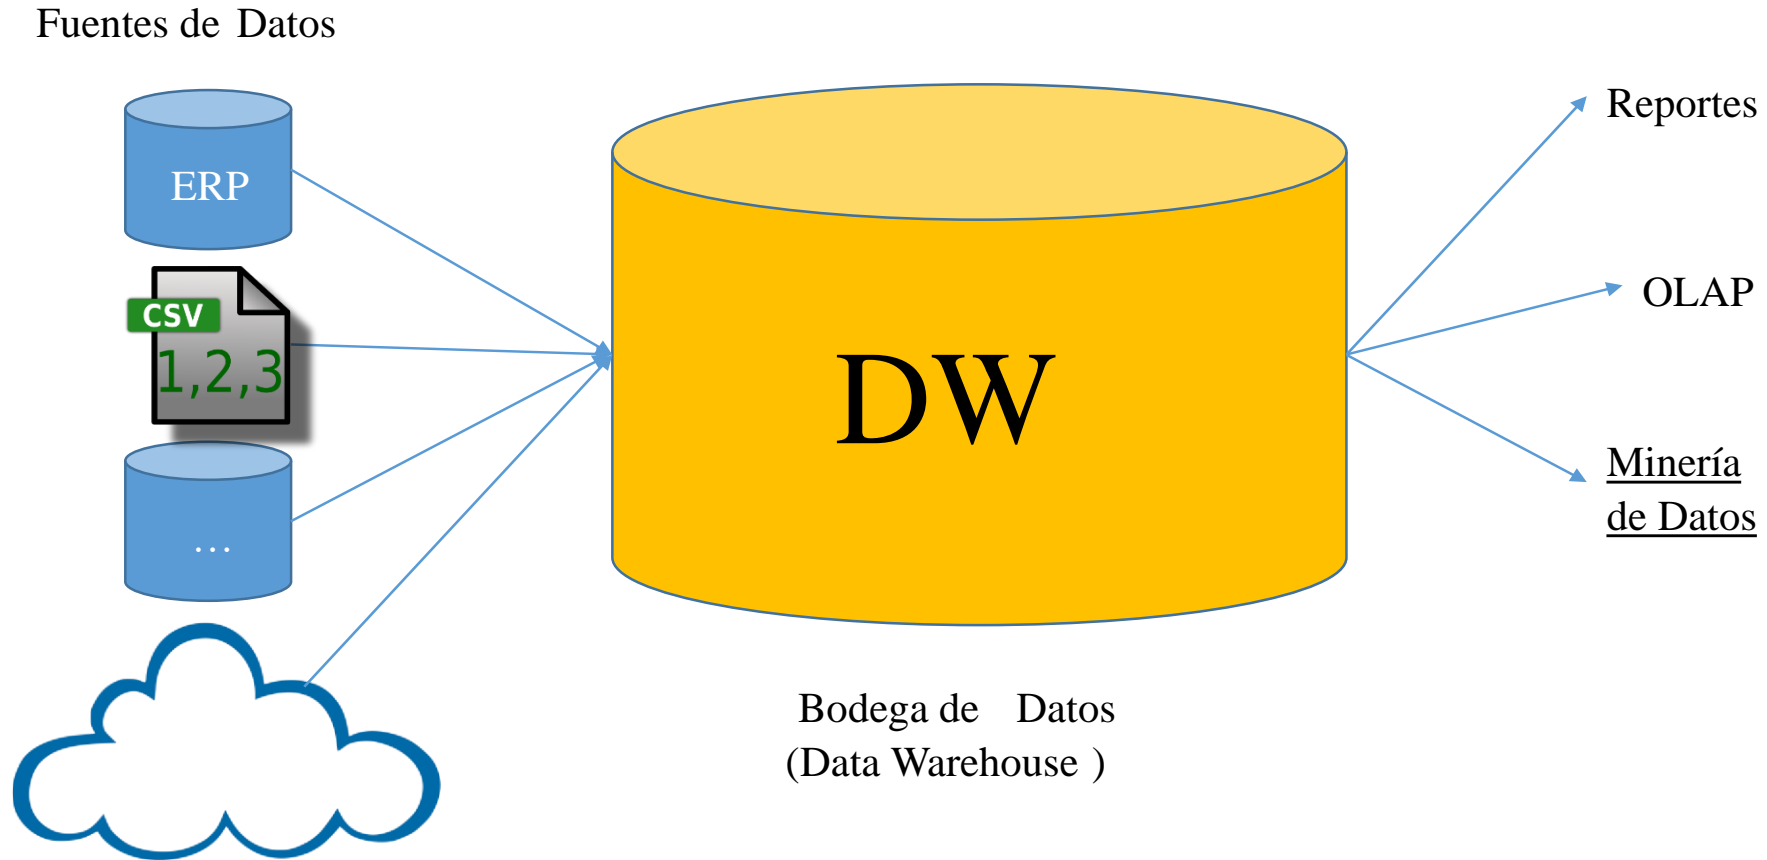 Fuentes de Datos
ERP
CSV
1,2,3
…
DW
Bodega de Datos
(Data Warehouse )
Reportes
OLAP
Minería
de Datos